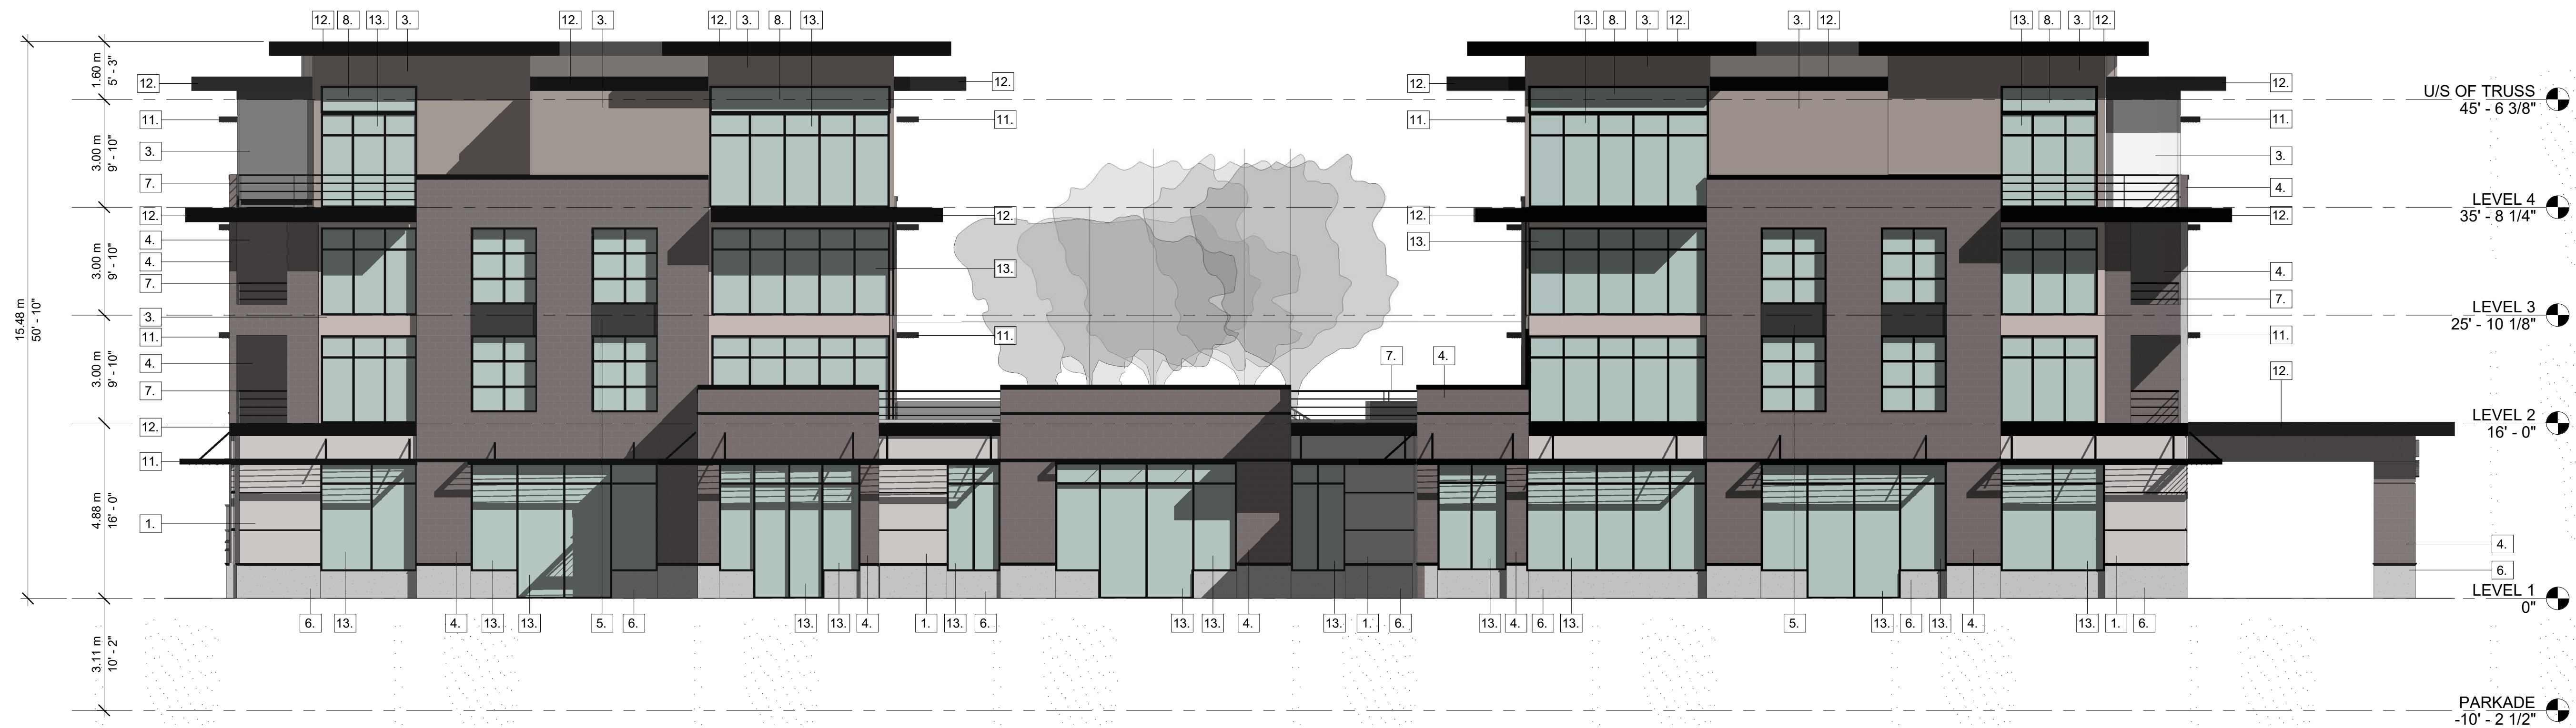 12. 8. 13. 3. 12. 3. 12. 3. 8. 13. 13. 8. 3. 12. 3. 12. 13. 8. 3. 12.
1.60 m
5' - 3"
12. 12. 12. 12.
U/S OF TRUSS
45' - 6 3/8"
11. 11. 11. 11.
3.00 m
9' - 10"
3. 3.
7. 4.
LEVEL 4
35' - 8 1/4"
12. 12. 12. 12.
4. 13.
3.00 m
9' - 10"
4. 13. 4.
7. 7.
15.48 m
50' - 10"
LEVEL 3
25' - 10 1/8"
3.
11. 11. 11.
3.00 m
9' - 10"
4. 7. 4.
7.
LEVEL 2
16' - 0"
12. 12.
11.
4.88 m
16' - 0"
1. 4.
6.
LEVEL 1
0"
6. 13. 4. 13. 13. 5. 6. 13. 13. 4. 1. 13. 6. 13. 13. 4. 13. 1. 6. 13. 4. 6. 13. 5. 13. 6. 13. 4. 13. 1. 6.
3.11 m
10' - 2"
PARKADE
-10' - 2 1/2"